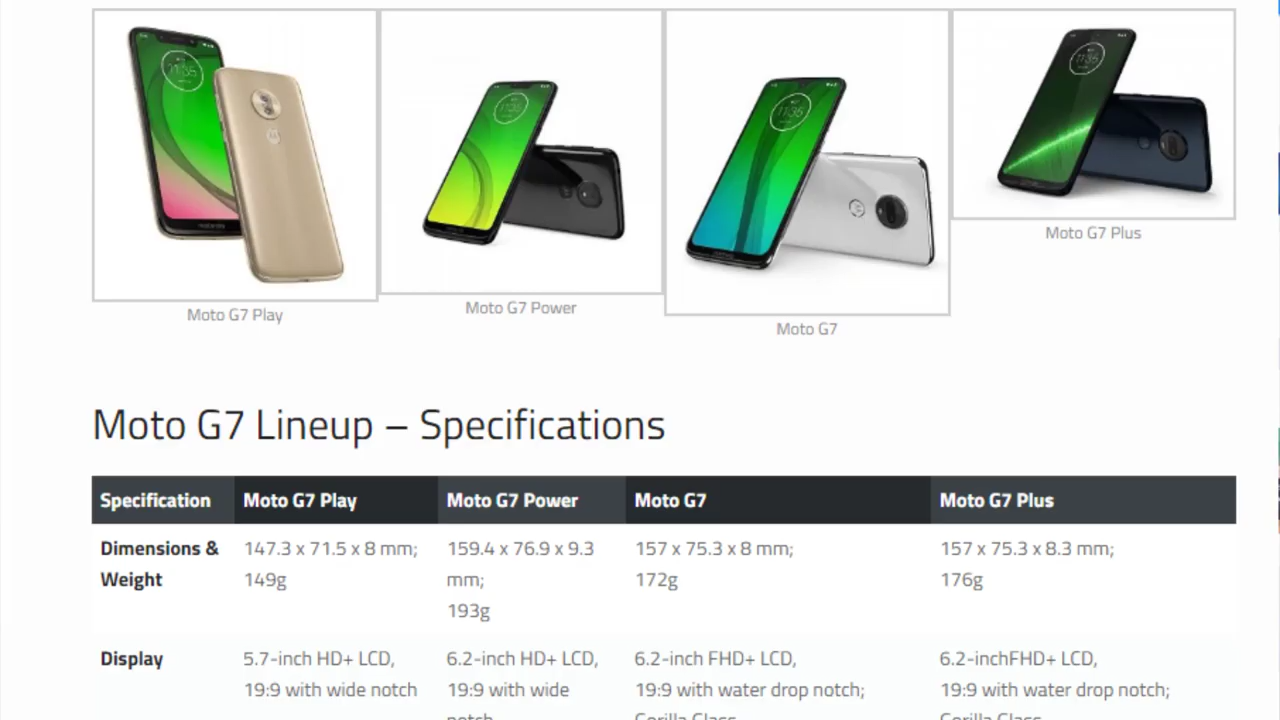 Moto G7 Play
Moto G7 Power
Moto G7
Moto G7 Plus
Moto G7 Lineup – Specifications
Specification Moto G7 Play Moto G7 Power Moto G7 Moto G7 Plus
Dimensions & 147.3 x 71.5 x 8 mm; 159.4 x 76.9 x 9.3 157 x 75.3 x 8 mm; 157 x 75.3 x 8.3 mm;
Weight 149g mm; 172g 176g
193g
Display 5.7-inch HD+ LCD, 6.2-inch HD+ LCD, 6.2-inch FHD+ LCD, 6.2-inchFHD+ LCD,
19:9 with wide notch 19:9 with wide 19:9 with water drop notch; 19:9 with water drop notch;
notch Gorilla Glass Gorilla Glass